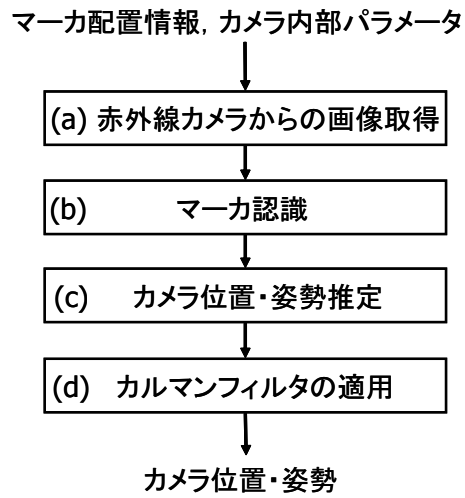 マーカ配置情報, カメラ内部パラメータ
(a) 赤外線カメラからの画像取得
(b) マーカ認識
(c) カメラ位置・姿勢推定
(d) カルマンフィルタの適用
カメラ位置・姿勢